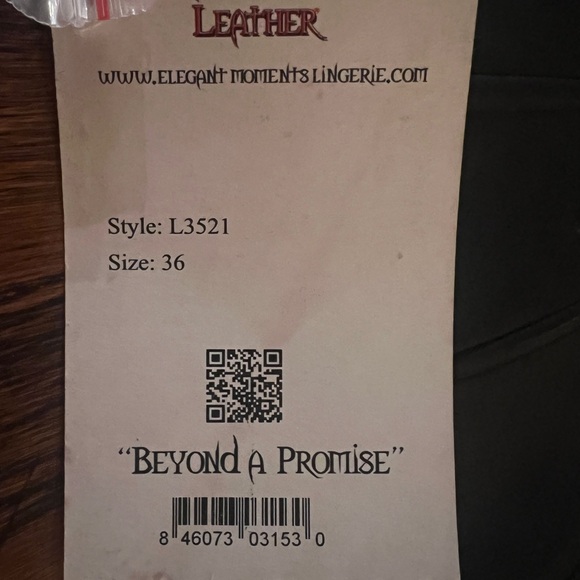 LEATHER
WWW.ELEGANTMOMENTSLINGERIE.COM
Style: L3521
Size: 36
“BEYOND A PROMISE”
8 46073 03153 0